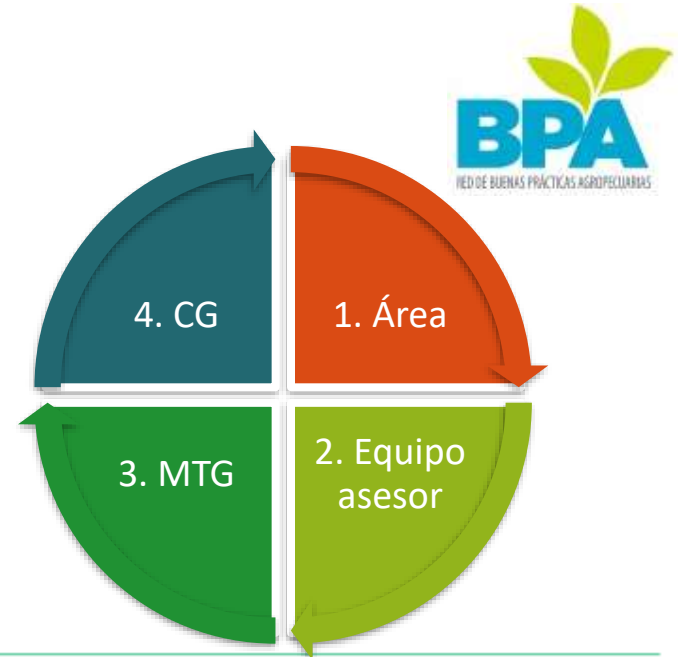 BPA
RED DE BUENAS PRÁCTICAS AGROPECUARIAS
4. CG
1. Área
3. MTG
2. Equipo
asesor